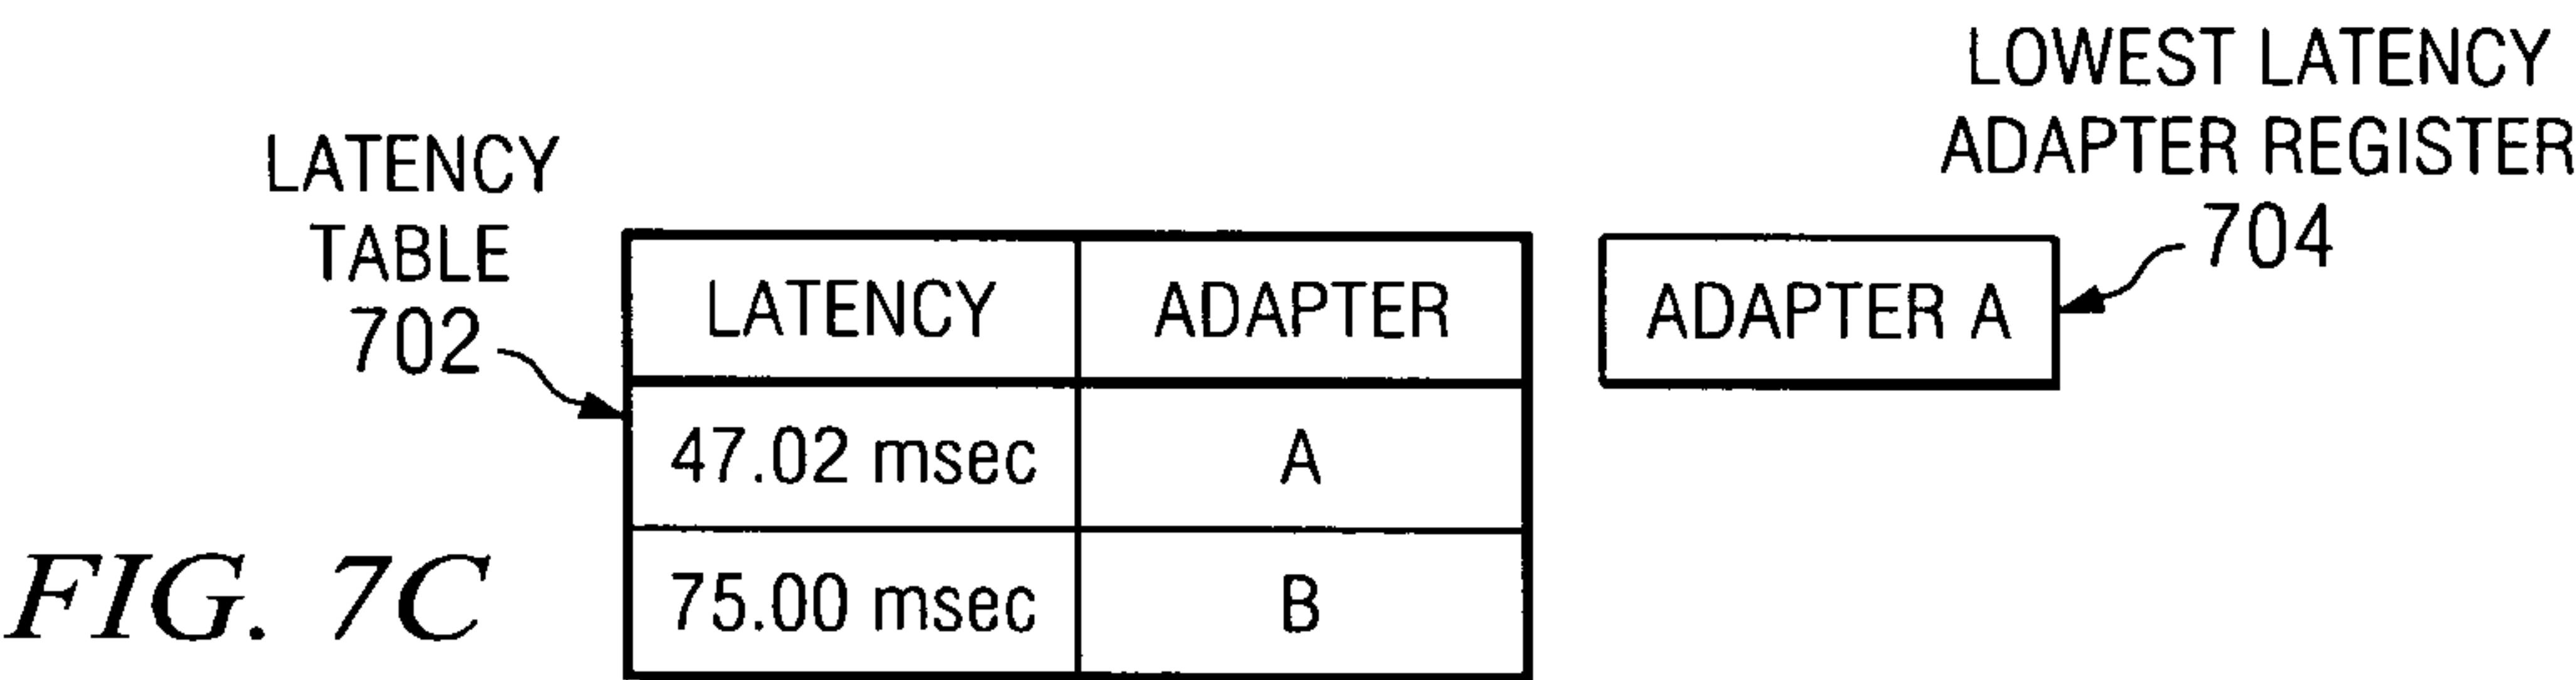 LOWEST LATENCY
ADAPTER REGISTER
704
LATENCY
TABLE
702
LATENCY ADAPTER
47.02 msec A
75.00 msec B
ADAPTER A
FIG. 7C